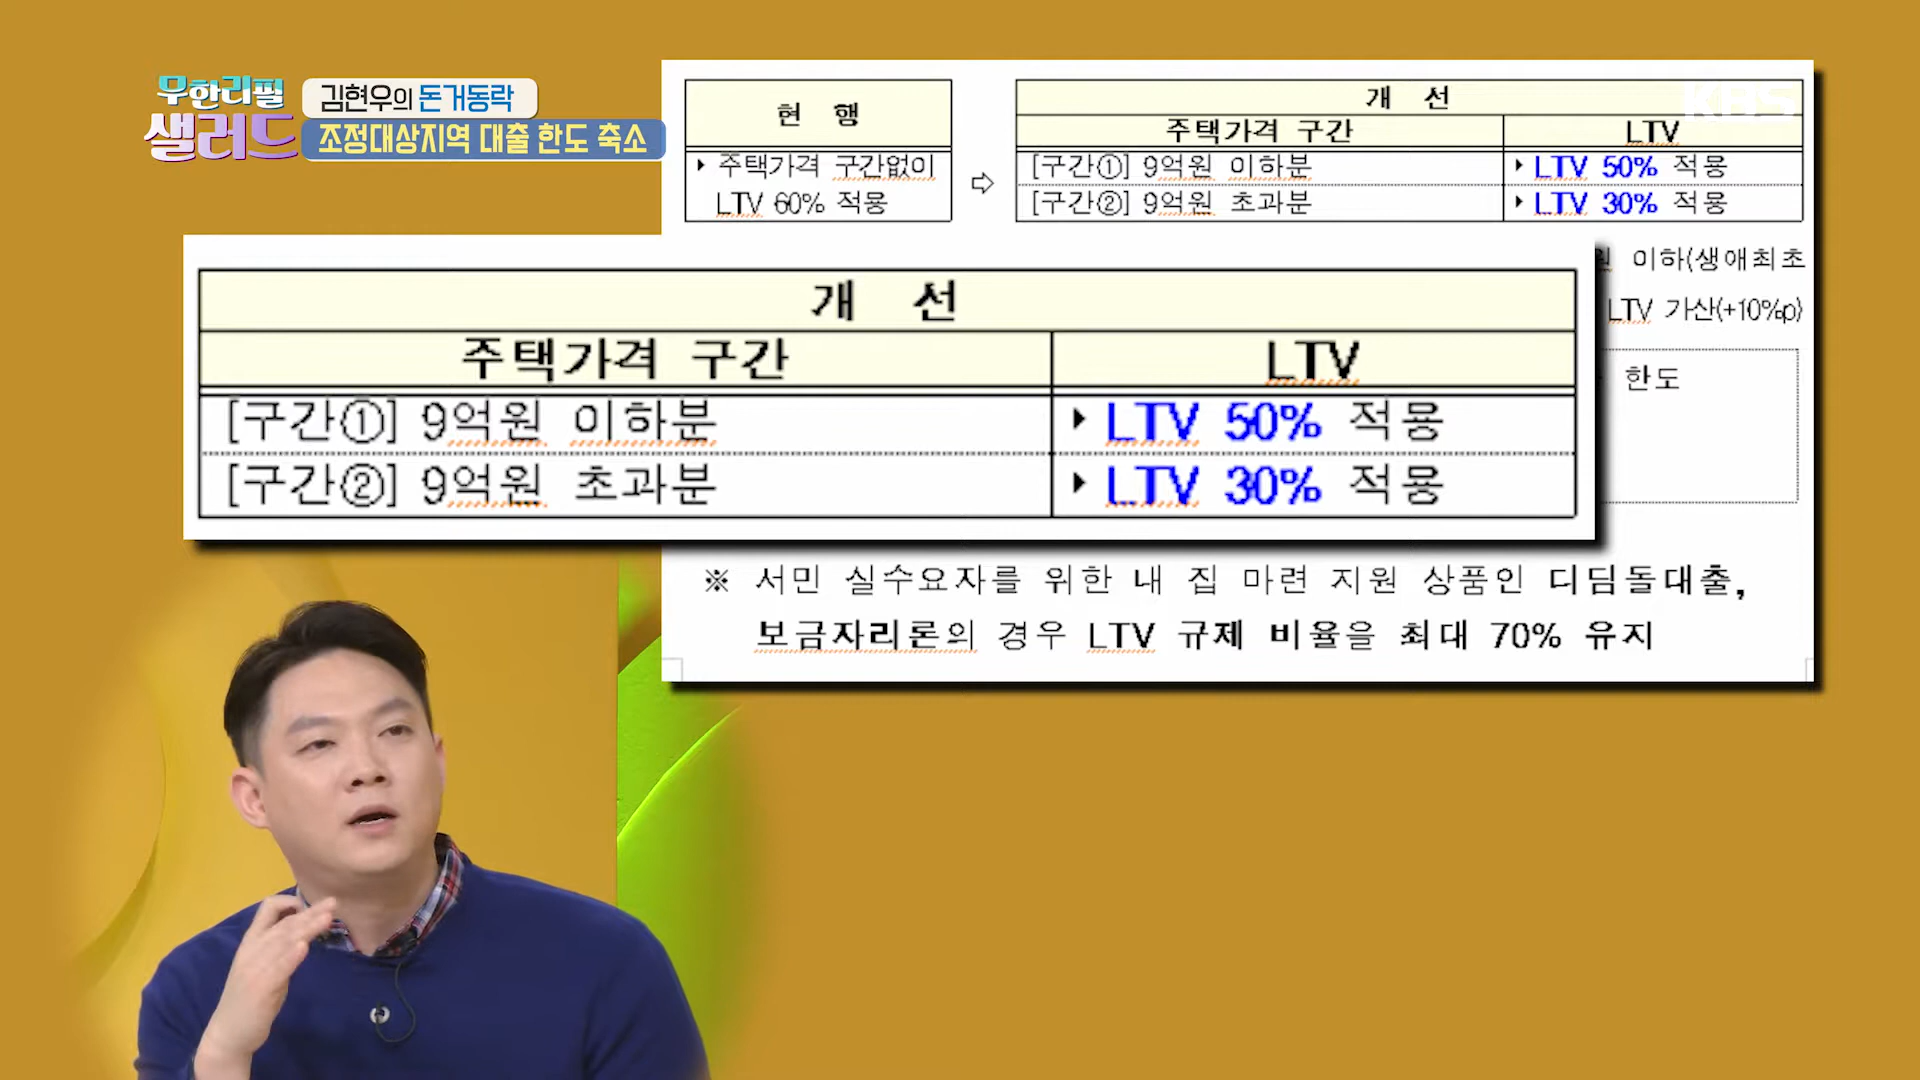 무한리필
샐러드
김현우의 돈거동락
조정대상지역 대출 한도 축소
KBS
현 행
▸ 주택가격 구간없이
LTV 60% 적용
⇨
개 선
주택가격 구간 LTV
[구간①] 9억원 이하분 ▸ LTV 50% 적용
[구간②] 9억원 초과분 ▸ LTV 30% 적용
이하(생애최초
LTV 가산(+10%p)
한도
개 선
주택가격 구간 LTV
[구간①] 9억원 이하분 ▸ LTV 50% 적용
[구간②] 9억원 초과분 ▸ LTV 30% 적용
※ 서민 실수요자를 위한 내 집 마련 지원 상품인 디딤돌대출,
보금자리론의 경우 LTV 규제 비율을 최대 70% 유지